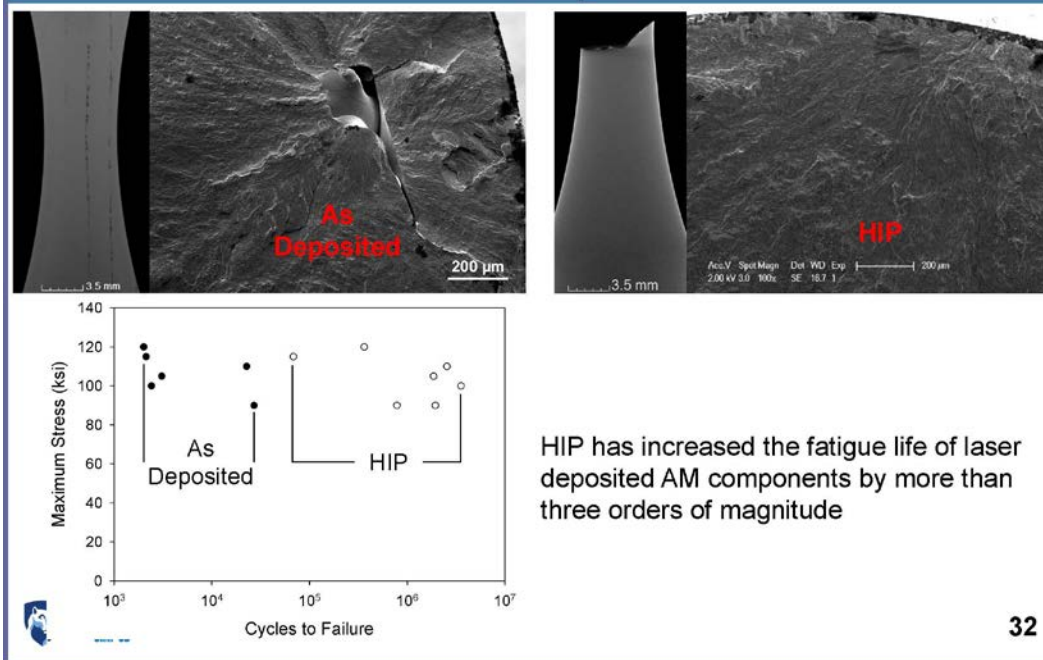 As
Deposited
200 µm
3.5 mm
HIP
Acc.V Spot Magn Det WD Exp
2.00 kV 3.0 100x SE 16.7 1
200 µm
3.5 mm
140
120
100
80
60
40
20
0
Maximum Stress (ksi)
As
Deposited
HIP
10³ 10⁴ 10⁵ 10⁶ 10⁷
Cycles to Failure
HIP has increased the fatigue life of laser
deposited AM components by more than
three orders of magnitude
32